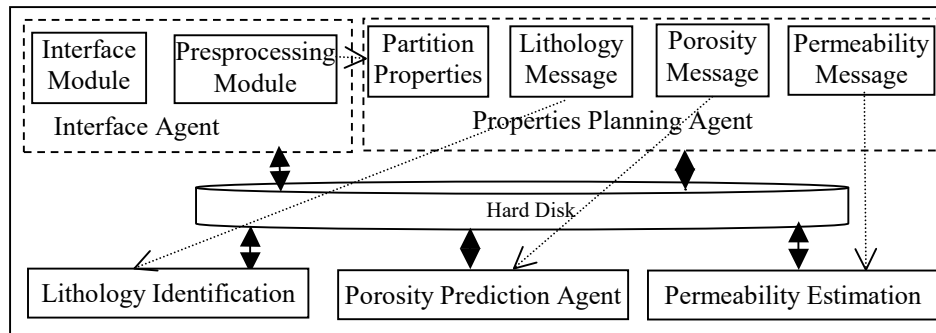 Interface
Module
Presprocessing
Module
Interface Agent
Partition
Properties
Lithology
Message
Porosity
Message
Permeability
Message
Properties Planning Agent
Hard Disk
Lithology Identification
Porosity Prediction Agent
Permeability Estimation